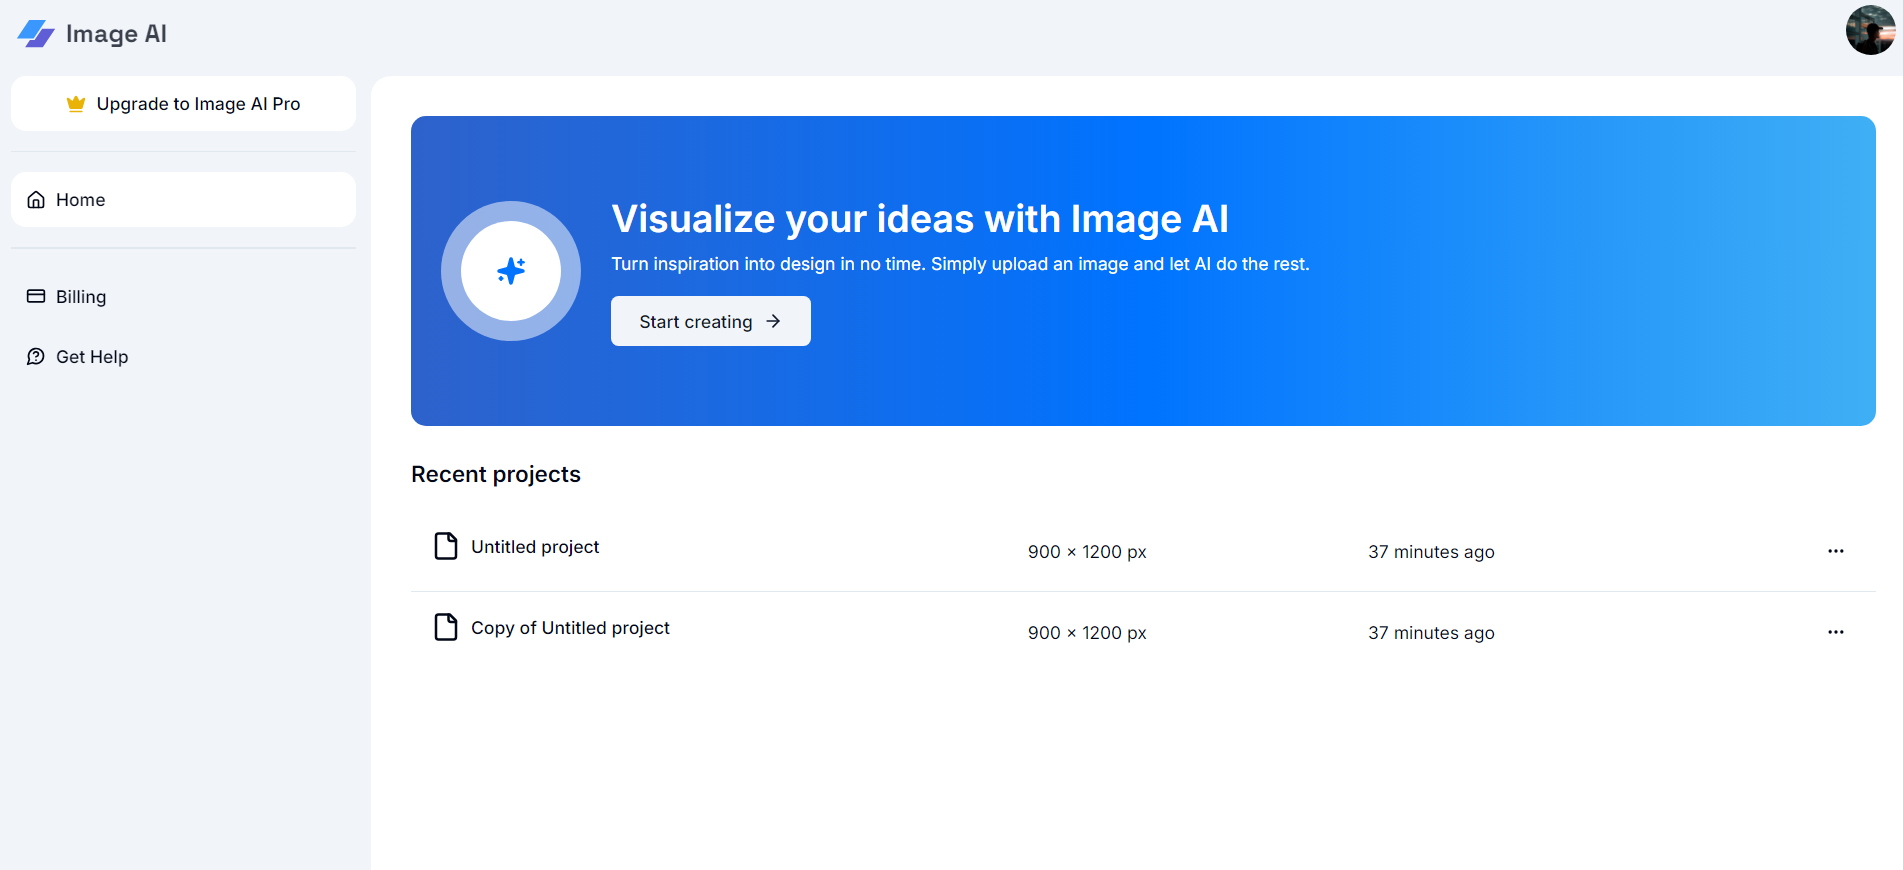 Image AI
Upgrade to Image AI Pro
Home
Billing
Get Help
Visualize your ideas with Image AI
Turn inspiration into design in no time. Simply upload an image and let AI do the rest.
Start creating
Recent projects
Untitled project 900 × 1200 px 37 minutes ago
Copy of Untitled project 900 × 1200 px 37 minutes ago